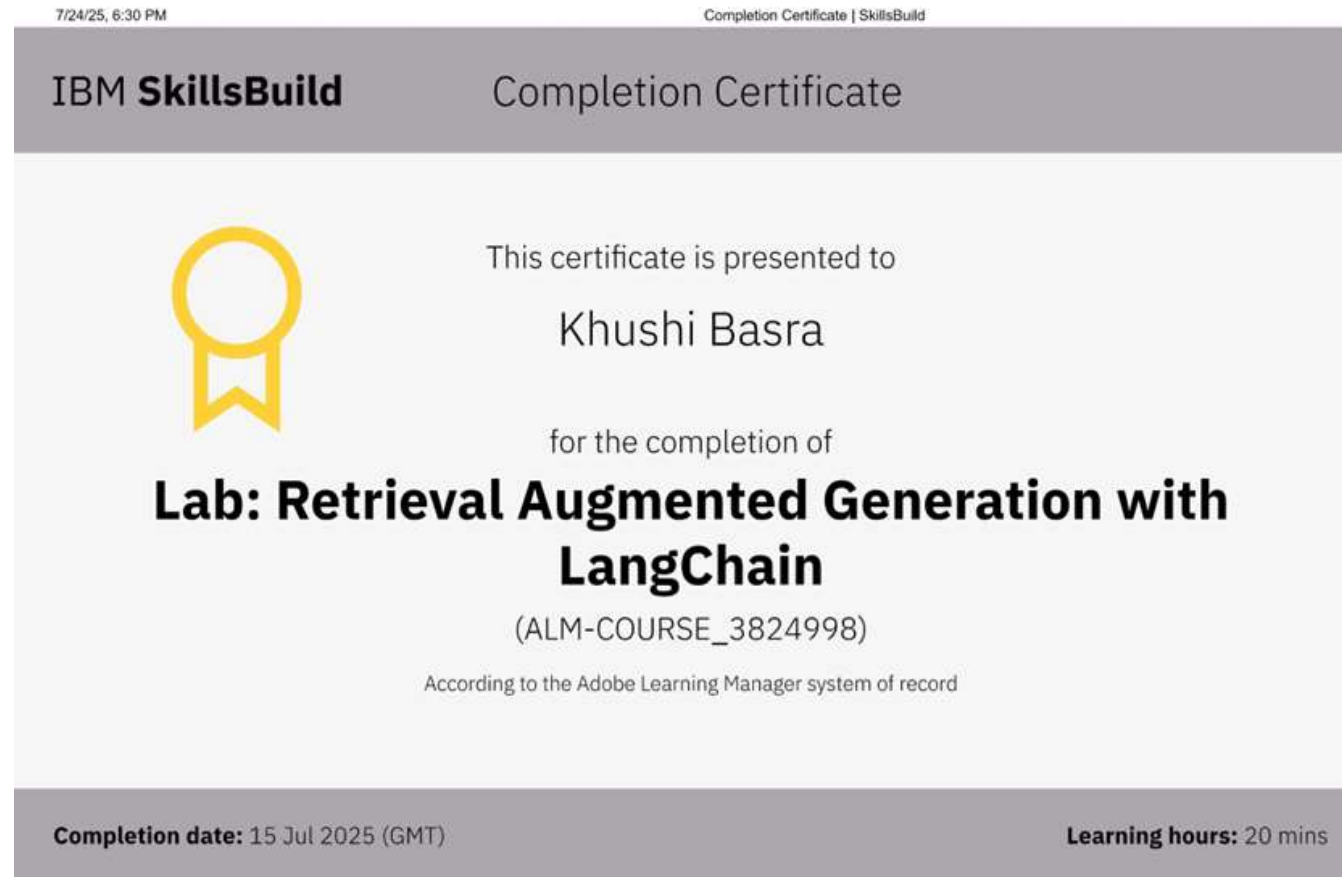 7/24/25, 6:30 PM
Completion Certificate | SkillsBuild
IBM SkillsBuild
Completion Certificate
This certificate is presented to
Khushi Basra
for the completion of
Lab: Retrieval Augmented Generation with
LangChain
(ALM-COURSE_3824998)
According to the Adobe Learning Manager system of record
Completion date: 15 Jul 2025 (GMT)
Learning hours: 20 mins